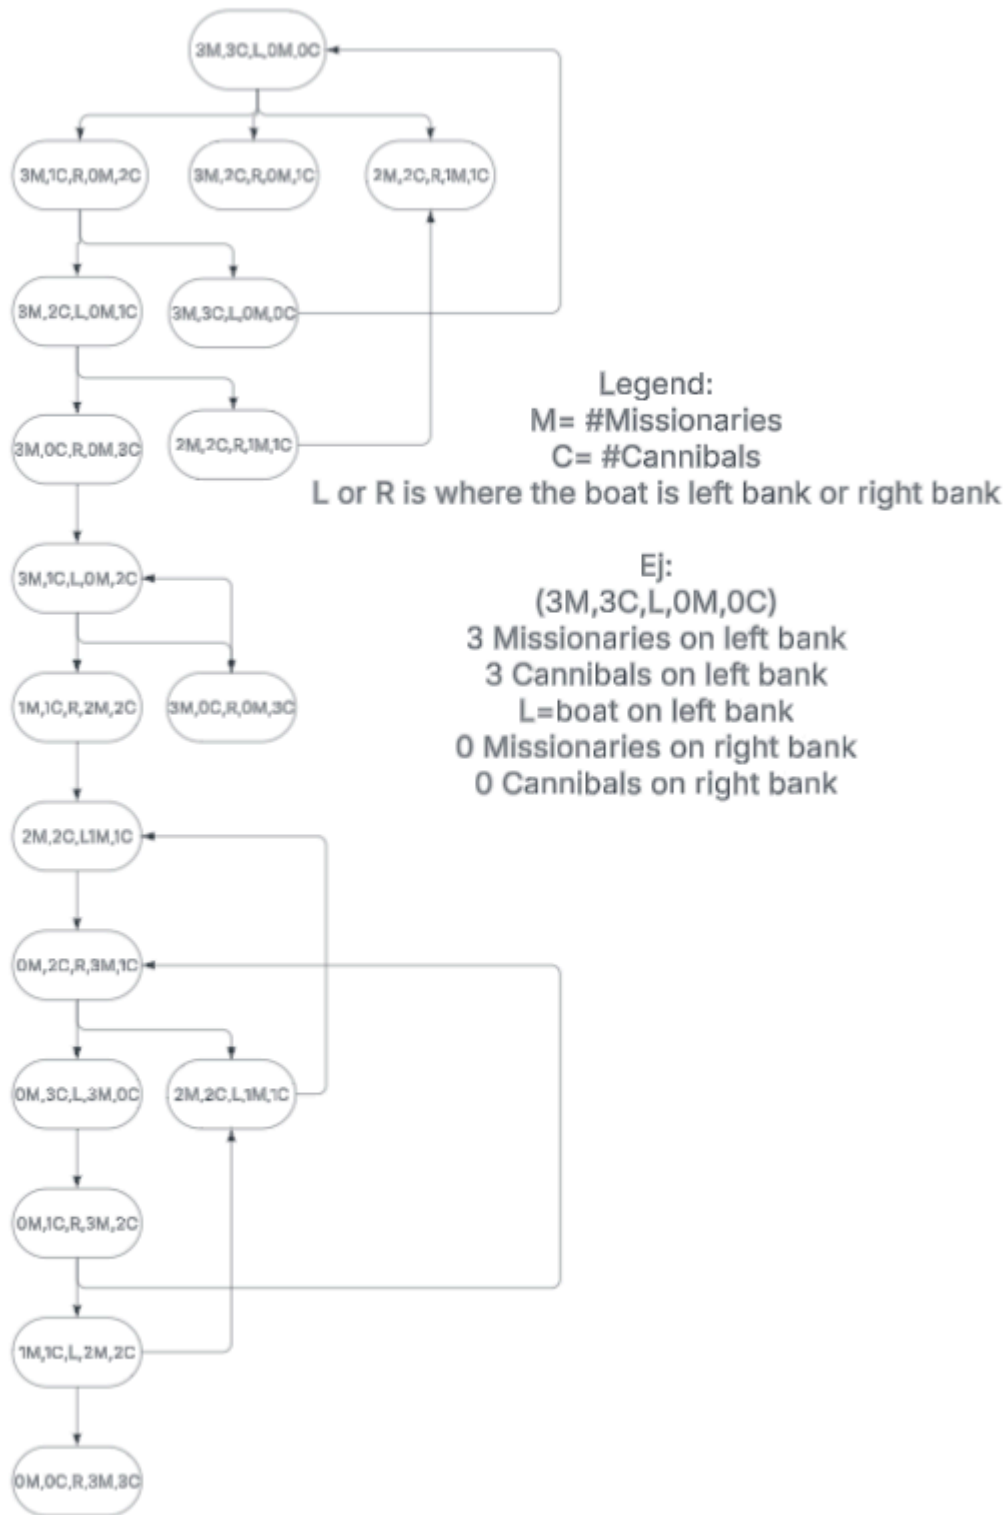 3M,3C,L,0M,0C
3M,1C,R,0M,2C
3M,2C,R,0M,1C
2M,2C,R,1M,1C
3M,2C,L,0M,1C
3M,3C,L,0M,0C
3M,0C,R,0M,3C
2M,2C,R,1M,1C
Legend:
M= #Missionaries
C= #Cannibals
L or R is where the boat is left bank or right bank
3M,1C,L,0M,2C
Ej:
(3M,3C,L,0M,0C)
3 Missionaries on left bank
3 Cannibals on left bank
L=boat on left bank
0 Missionaries on right bank
0 Cannibals on right bank
1M,1C,R,2M,2C
3M,0C,R,0M,3C
2M,2C,L1M,1C
0M,2C,R,3M,1C
0M,3C,L,3M,0C
2M,2C,L,1M,1C
0M,1C,R,3M,2C
1M,1C,L,2M,2C
0M,0C,R,3M,3C